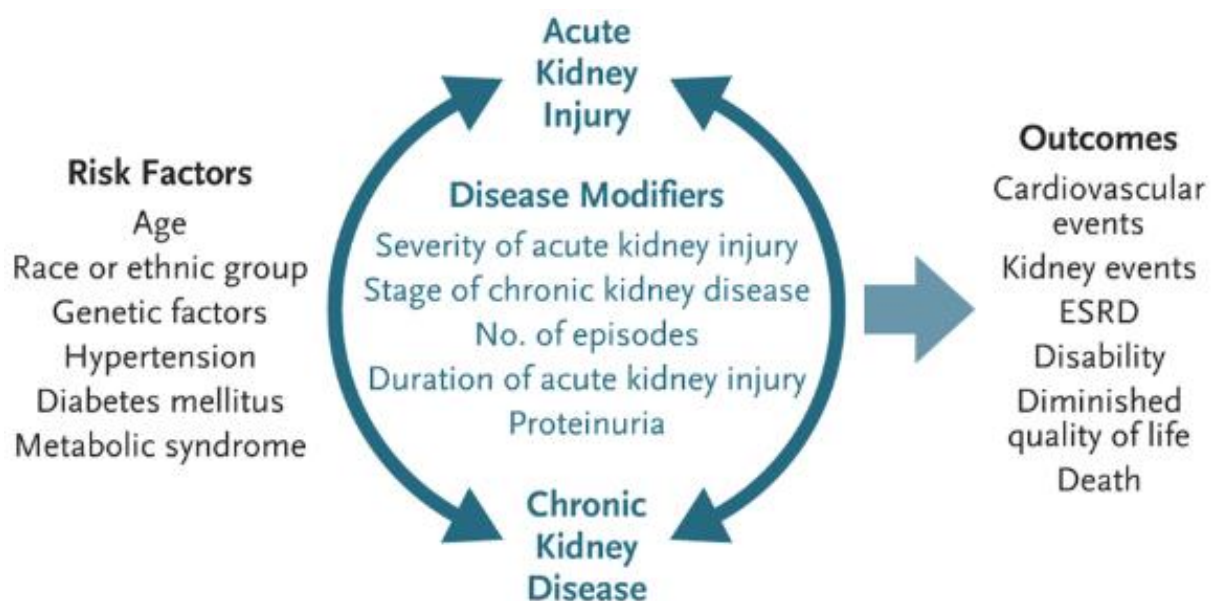 Acute
Kidney
Injury
Risk Factors
Age
Race or ethnic group
Genetic factors
Hypertension
Diabetes mellitus
Metabolic syndrome
Disease Modifiers
Severity of acute kidney injury
Stage of chronic kidney disease
No. of episodes
Duration of acute kidney injury
Proteinuria
Chronic
Kidney
Disease
Outcomes
Cardiovascular
events
Kidney events
ESRD
Disability
Diminished
quality of life
Death